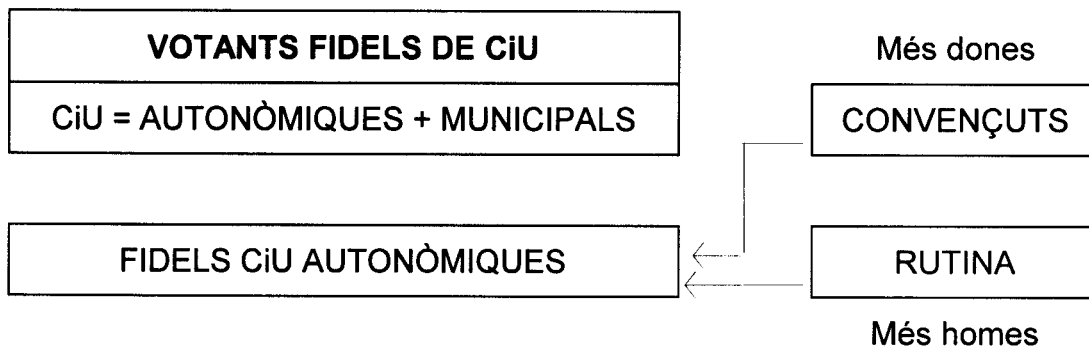 VOTANTS FIDELS DE CiU
CiU = AUTONÒMIQUES + MUNICIPALS
FIDELS CiU AUTONÒMIQUES
Més dones
CONVENÇUTS
RUTINA
Més homes